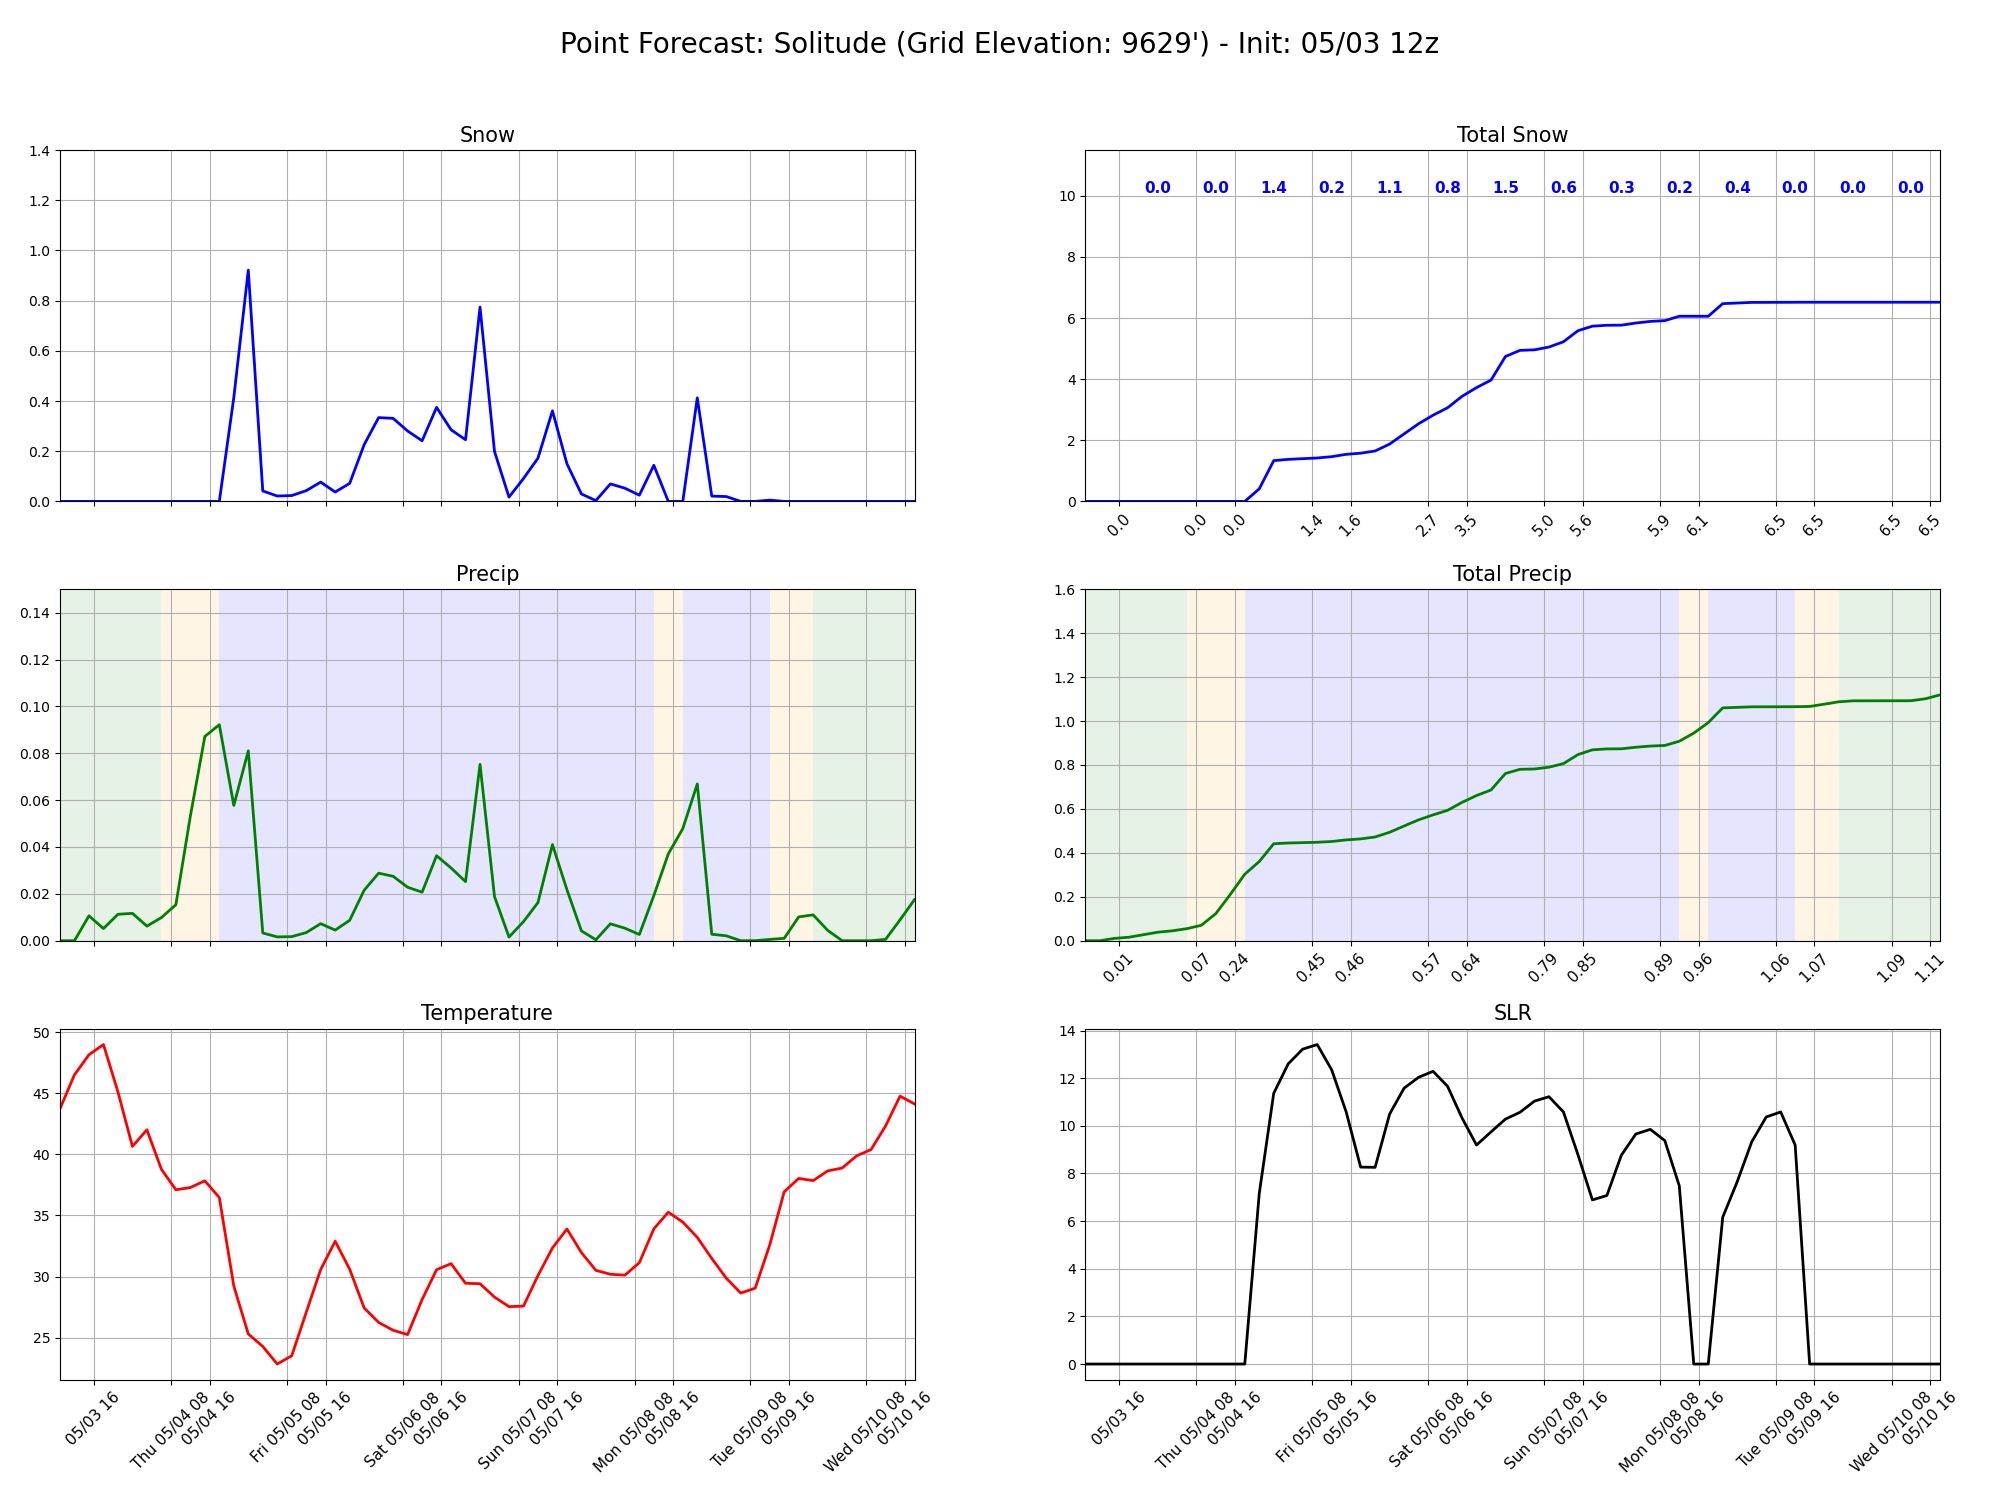 Point Forecast: Solitude (Grid Elevation: 9629') - Init: 05/03 12z
Snow
1.4
1.2
1.0
0.8
0.6
0.4
0.2
0.0
Total Snow
0.0 0.0 1.4 0.2 1.1 0.8 1.5 0.6 0.3 0.2 0.4 0.0 0.0 0.0
10
8
6
4
2
0
0.0 0.0 0.0 1.4 1.6 2.7 3.5 5.0 5.6 5.9 6.1 6.5 6.5 6.5 6.5
Precip
0.14
0.12
0.10
0.08
0.06
0.04
0.02
0.00
Total Precip
1.6
1.4
1.2
1.0
0.8
0.6
0.4
0.2
0.0
0.01 0.07 0.24 0.45 0.46 0.57 0.64 0.79 0.85 0.89 0.96 1.06 1.07 1.09 1.11
Temperature
50
45
40
35
30
25
05/03 16
Thu 05/04 08
05/04 16
Fri 05/05 08
05/05 16
Sat 05/06 08
05/06 16
Sun 05/07 08
05/07 16
Mon 05/08 08
05/08 16
Tue 05/09 08
05/09 16
Wed 05/10 08
05/10 16
SLR
14
12
10
8
6
4
2
0
05/03 16
Thu 05/04 08
05/04 16
Fri 05/05 08
05/05 16
Sat 05/06 08
05/06 16
Sun 05/07 08
05/07 16
Mon 05/08 08
05/08 16
Tue 05/09 08
05/09 16
Wed 05/10 08
05/10 16